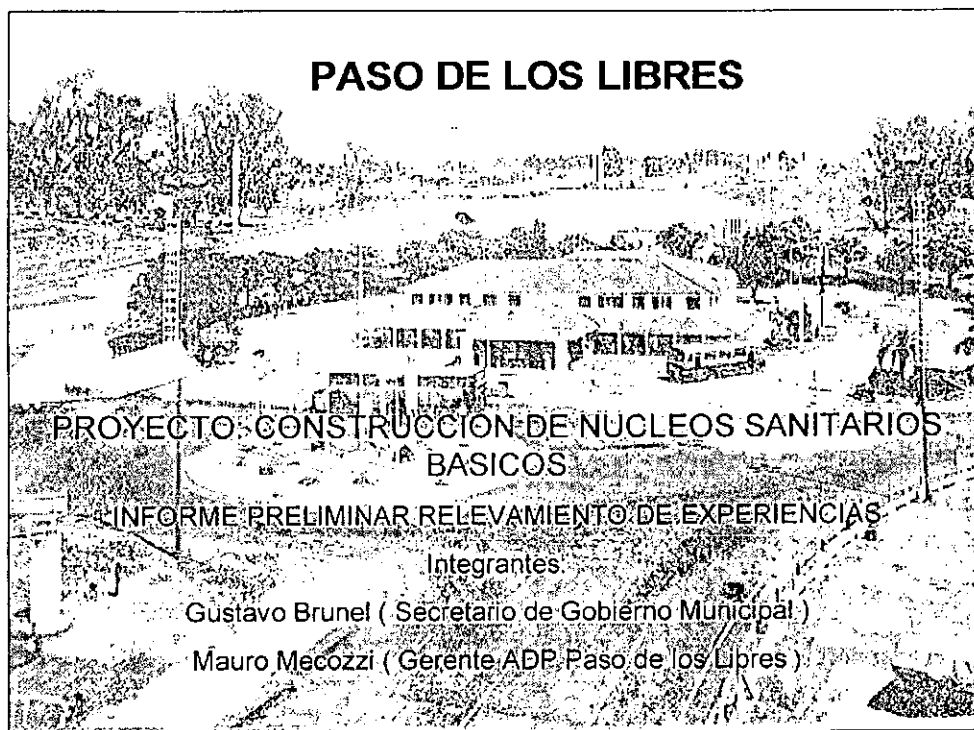 PASO DE LOS LIBRES
PROYECTO: CONSTRUCCION DE NUCLEOS SANITARIOS
BASICOS
INFORME PRELIMINAR RELEVAMIENTO DE EXPERIENCIAS
Integrantes:
Gustavo Brunel ( Secretario de Gobierno Municipal )
Mauro Mecozzi ( Gerente ADP Paso de los Libres )